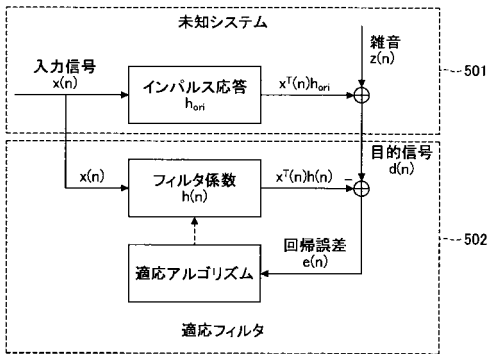 未知システム
雑音
z(n)
入力信号
x(n)
インパルス応答
h_ori
x^T(n)h_ori
501
目的信号
d(n)
x(n)
フィルタ係数
h(n)
x^T(n)h(n)
−
回帰誤差
e(n)
適応アルゴリズム
502
適応フィルタ